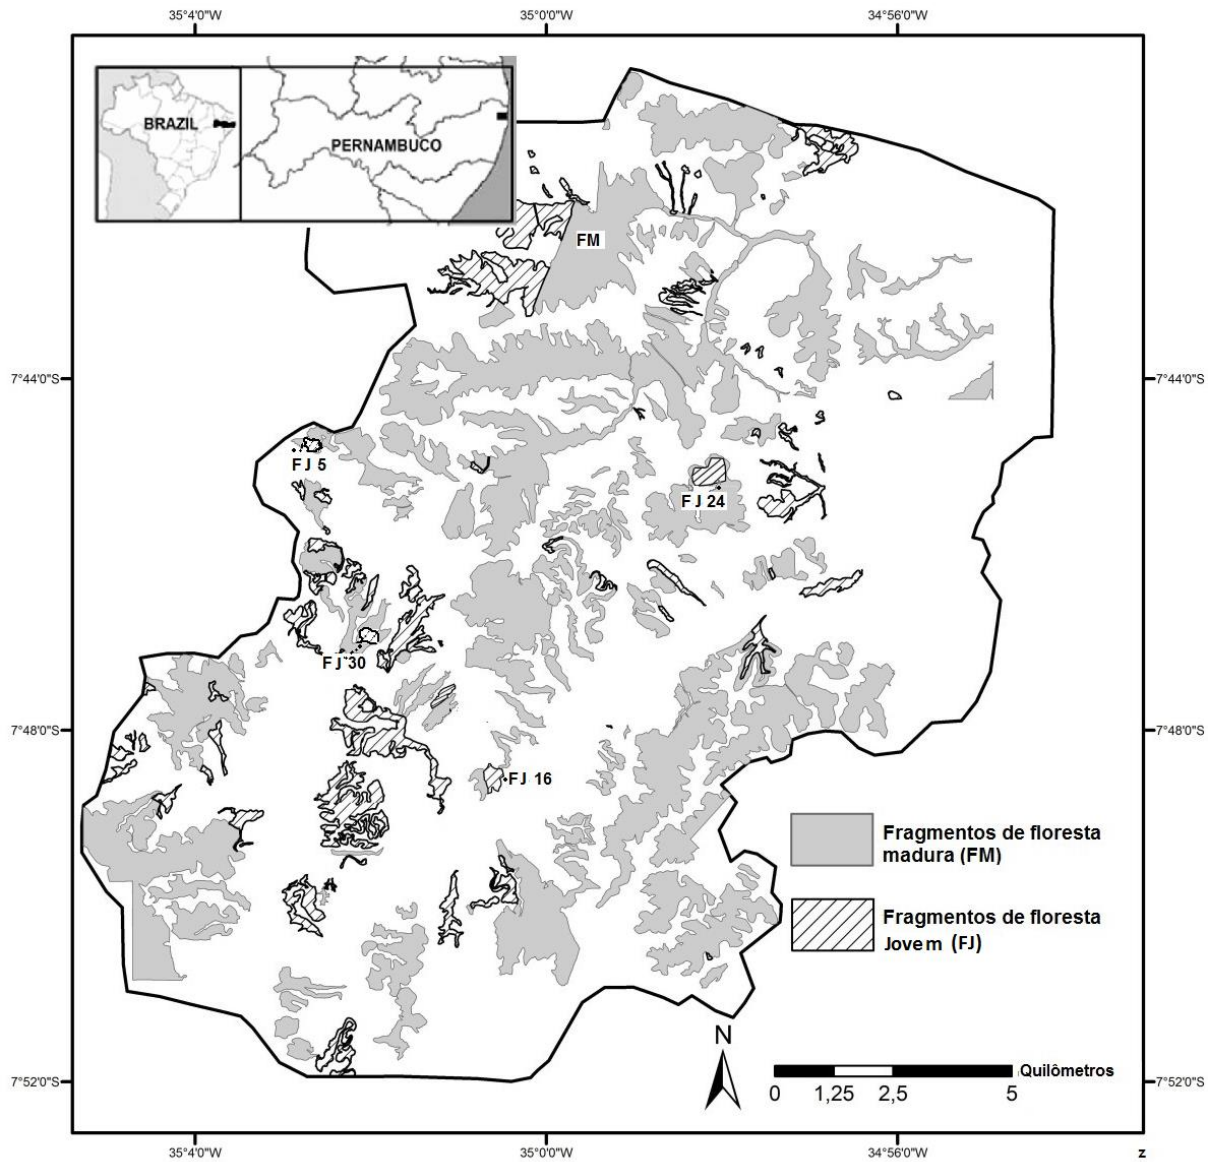 35°4'0"W
35°0'0"W
34°56'0"W
BRAZIL
PERNAMBUCO
FM
7°44'0"S
7°44'0"S
FJ 5
FJ 24
FJ 30
7°48'0"S
7°48'0"S
FJ 16
Fragmentos de floresta
madura (FM)
Fragmentos de floresta
Jovem (FJ)
N
Quilômetros
0 1,25 2,5 5
7°52'0"S
7°52'0"S
35°4'0"W
35°0'0"W
34°56'0"W
z